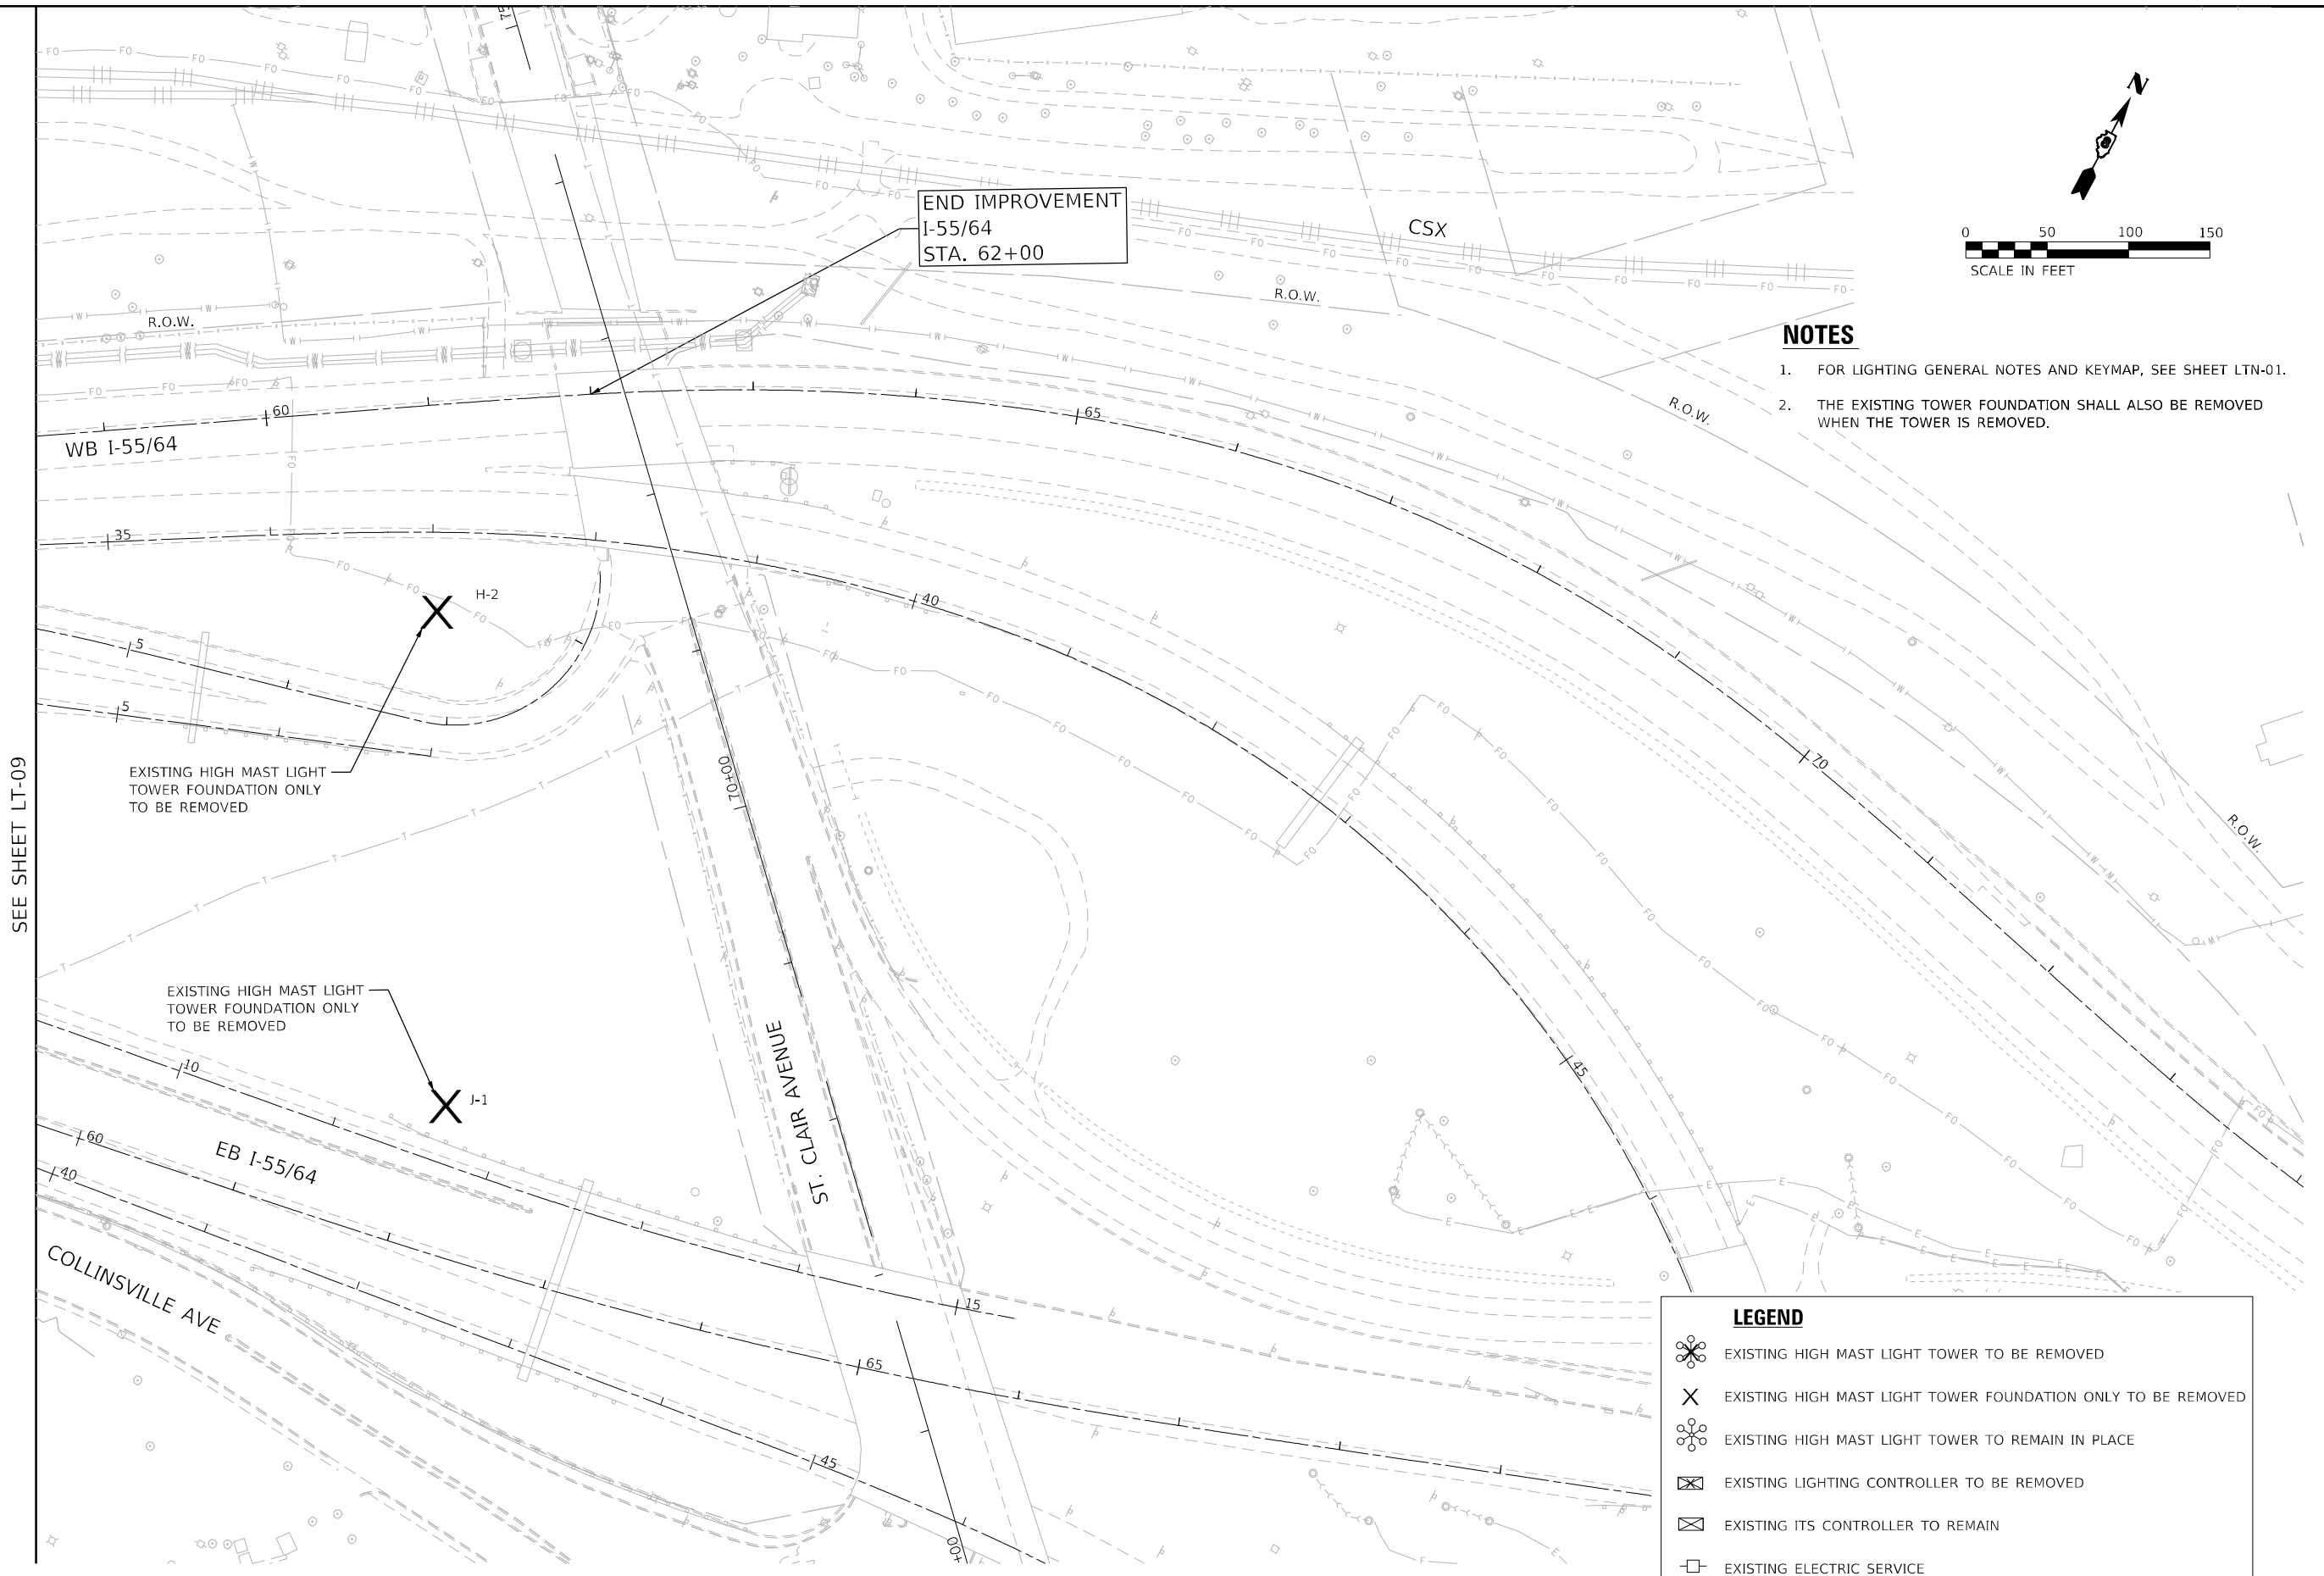 END IMPROVEMENT
I-55/64
STA. 62+00
CSX
N
0 50 100 150
SCALE IN FEET
R.O.W.
R.O.W.
R.O.W.
R.O.W.
NOTES
1. FOR LIGHTING GENERAL NOTES AND KEYMAP, SEE SHEET LTN-01.
2. THE EXISTING TOWER FOUNDATION SHALL ALSO BE REMOVED
WHEN THE TOWER IS REMOVED.
60
65
70
WB I-55/64
35
40
45
H-2
5
5
EXISTING HIGH MAST LIGHT
TOWER FOUNDATION ONLY
TO BE REMOVED
70+00
SEE SHEET LT-09
EXISTING HIGH MAST LIGHT
TOWER FOUNDATION ONLY
TO BE REMOVED
J-1
10
15
60
65
EB I-55/64
40
45
ST. CLAIR AVENUE
COLLINSVILLE AVE
+00
LEGEND
EXISTING HIGH MAST LIGHT TOWER TO BE REMOVED
EXISTING HIGH MAST LIGHT TOWER FOUNDATION ONLY TO BE REMOVED
EXISTING HIGH MAST LIGHT TOWER TO REMAIN IN PLACE
EXISTING LIGHTING CONTROLLER TO BE REMOVED
EXISTING ITS CONTROLLER TO REMAIN
EXISTING ELECTRIC SERVICE